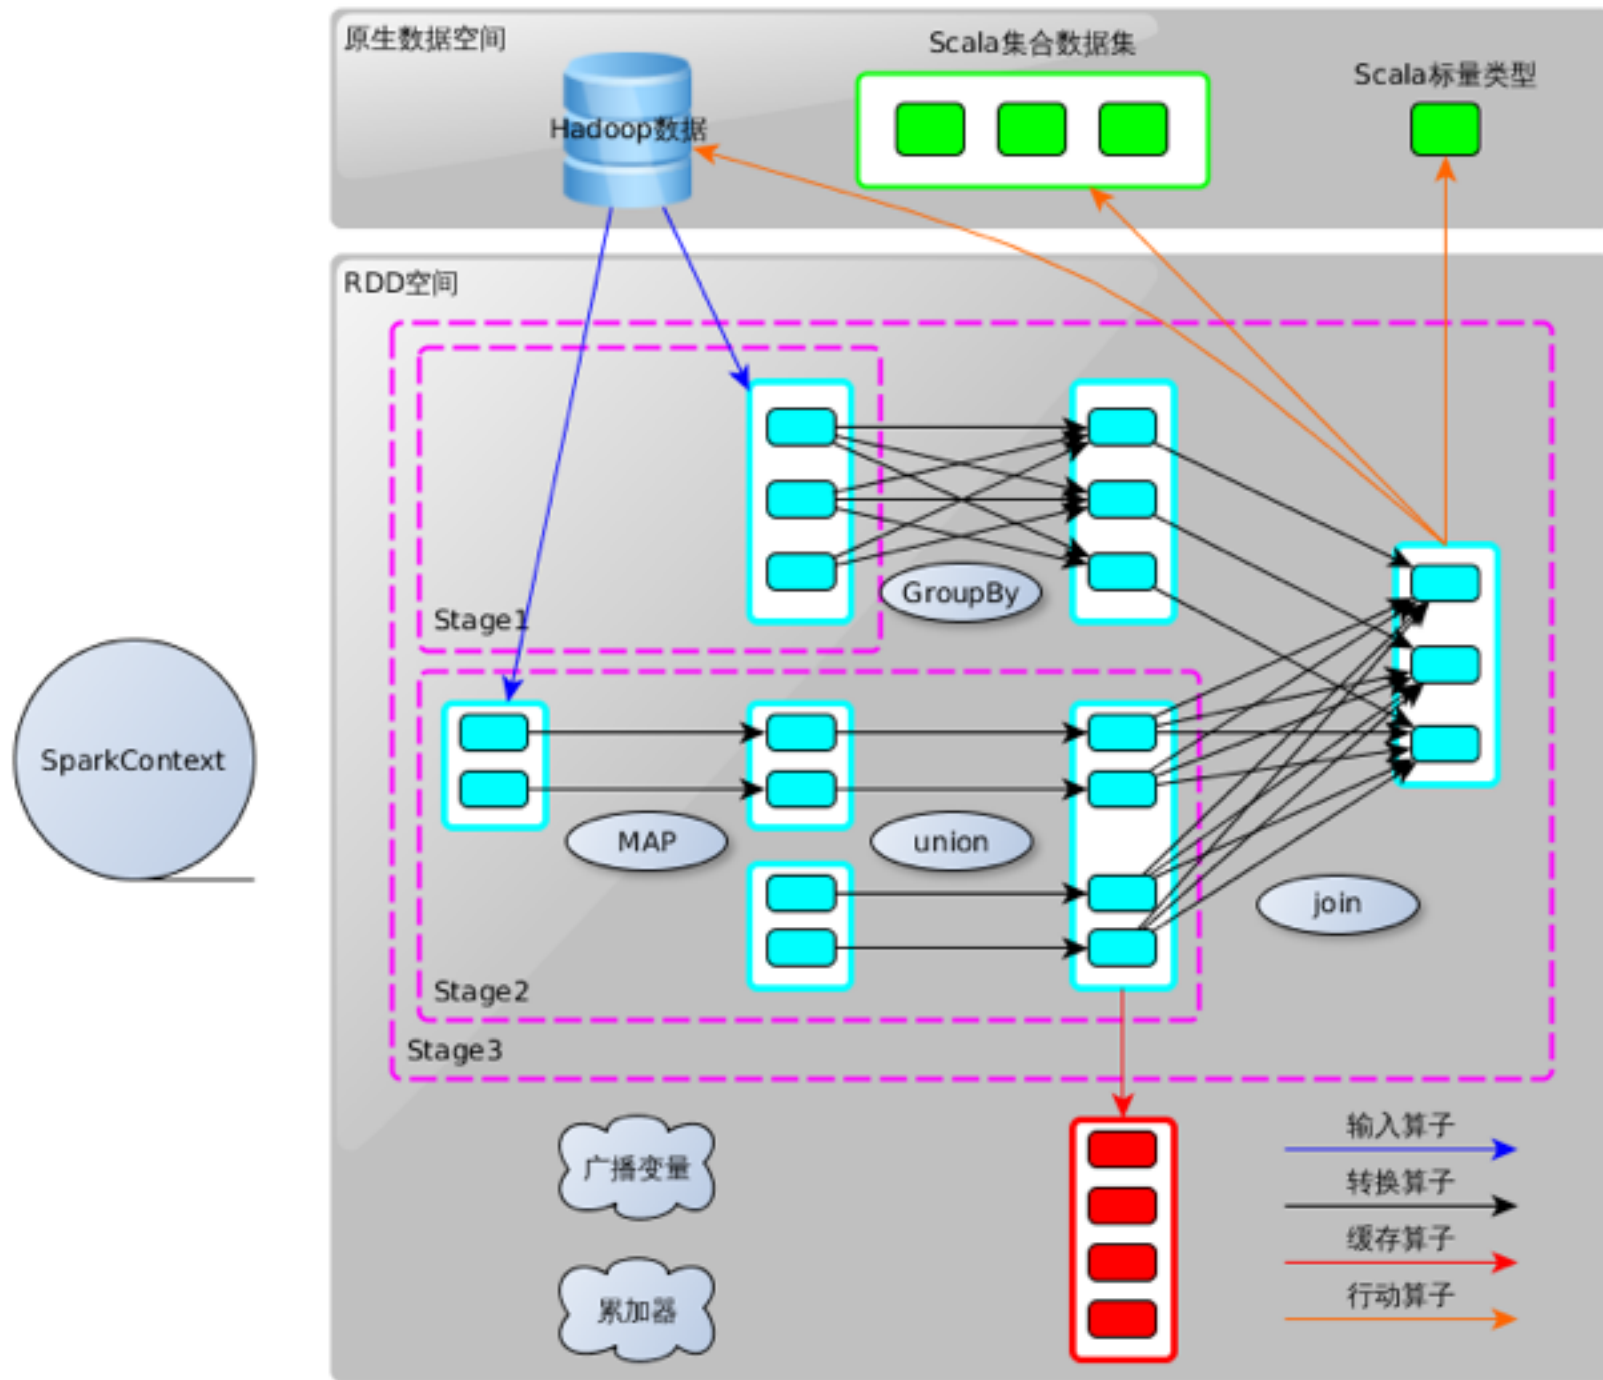 原生数据空间
Scala集合数据集
Scala标量类型
Hadoop数据
RDD空间
GroupBy
Stage1
SparkContext
MAP
union
join
Stage2
Stage3
广播变量
累加器
输入算子
转换算子
缓存算子
行动算子